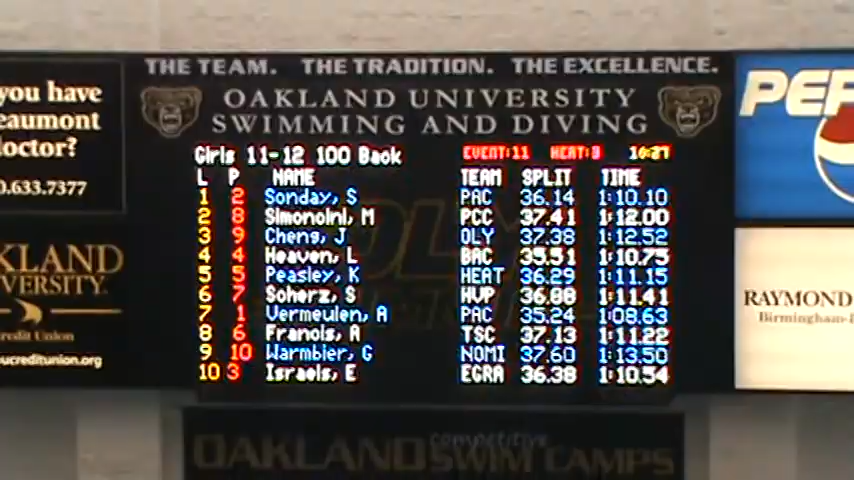 THE TEAM. THE TRADITION. THE EXCELLENCE.
OAKLAND UNIVERSITY
SWIMMING AND DIVING
Girls 11-12 100 Back EVENT:11 HEAT:3 16:27
L P NAME TEAM SPLIT TIME
1 2 Sonday, S PAC 36.14 1:10.10
2 8 Simoncini, M PCC 37.41 1:12.00
3 9 Cheng, J OLY 37.38 1:12.52
4 4 Heaven, L BAC 35.51 1:10.75
5 5 Peasley, K HEAT 36.29 1:11.15
6 7 Scherz, S HVP 36.88 1:11.41
7 1 Vermeulen, A PAC 35.24 1:08.63
8 6 Francis, A TSC 37.13 1:11.22
9 10 Warmbier, G NOMI 37.60 1:13.50
10 3 Israels, E EGRA 36.38 1:10.54
competitive
OAKLAND SWIM CAMPS
you have
eaumont
octor?
0.633.7377
KLAND
VERSITY
redit Union
ucreditunion.org
PEP
RAYMOND
Birmingham